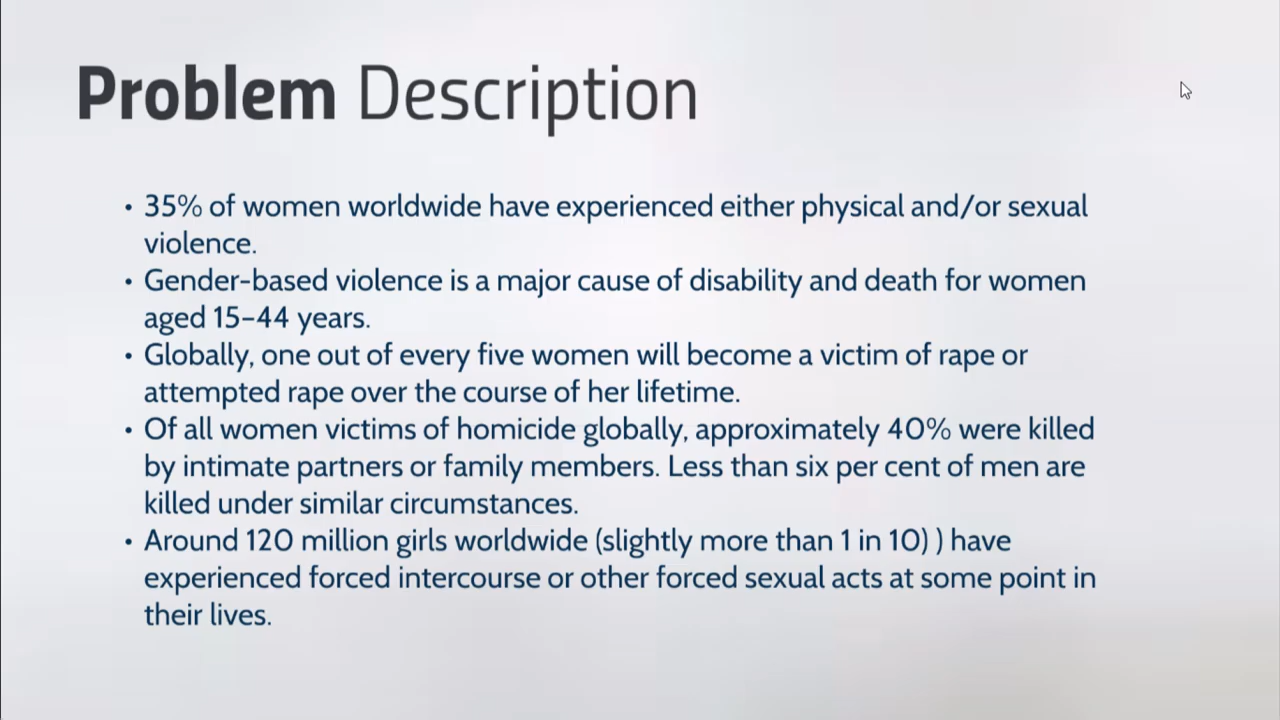 Problem Description
• 35% of women worldwide have experienced either physical and/or sexual
violence.
• Gender-based violence is a major cause of disability and death for women
aged 15–44 years.
• Globally, one out of every five women will become a victim of rape or
attempted rape over the course of her lifetime.
• Of all women victims of homicide globally, approximately 40% were killed
by intimate partners or family members. Less than six per cent of men are
killed under similar circumstances.
• Around 120 million girls worldwide (slightly more than 1 in 10) ) have
experienced forced intercourse or other forced sexual acts at some point in
their lives.